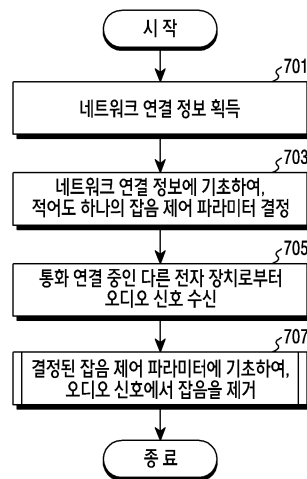 시 작
701
네트워크 연결 정보 획득
703
네트워크 연결 정보에 기초하여,
적어도 하나의 잡음 제어 파라미터 결정
705
통화 연결 중인 다른 전자 장치로부터
오디오 신호 수신
707
결정된 잡음 제어 파라미터에 기초하여,
오디오 신호에서 잡음을 제거
종 료